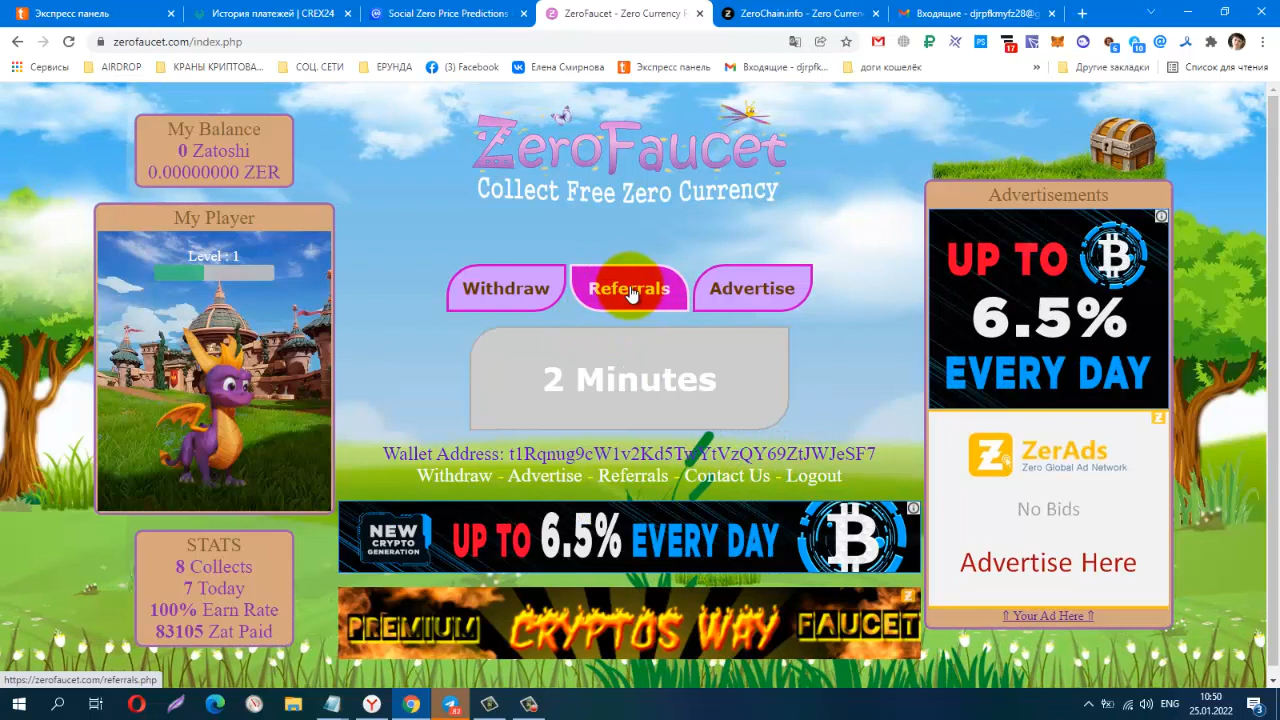 Экспресс панель
История платежей | CREX24
Social Zero Price Predictions -
ZeroFaucet - Zero Currency F
ZeroChain.info - Zero Curren
Входящие - djrpfkmyfz28@g
zerofaucet.com/index.php
Сервисы
AIRDROP
КРАНЫ КРИПТОВА...
СОЦ. СЕТИ
ЕРУНДА
(3) Facebook
Елена Смирнова
Экспресс панель
Входящие - djrpfk...
доги кошелёк
»
Другие закладки
Список для чтения
17
6
10
My Balance
0 Zatoshi
0.00000000 ZER
ZeroFaucet
Collect Free Zero Currency
My Player
Level : 1
Withdraw
Referrals
Advertise
2 Minutes
Wallet Address: t1Rqnug9cW1v2Kd5TwYtVzQY69ZtJWJeSF7
Withdraw - Advertise - Referrals - Contact Us - Logout
NEW
CRYPTO
GENERATION
UP TO 6.5% EVERY DAY
PREMIUM CRYPTOS WAY FAUCET
STATS
8 Collects
7 Today
100% Earn Rate
83105 Zat Paid
Advertisements
UP TO
6.5%
EVERY DAY
ZerAds
Zero Global Ad Network
No Bids
Advertise Here
⇑ Your Ad Here ⇑
https://zerofaucet.com/referrals.php
82
ENG
10:50
25.01.2022
3